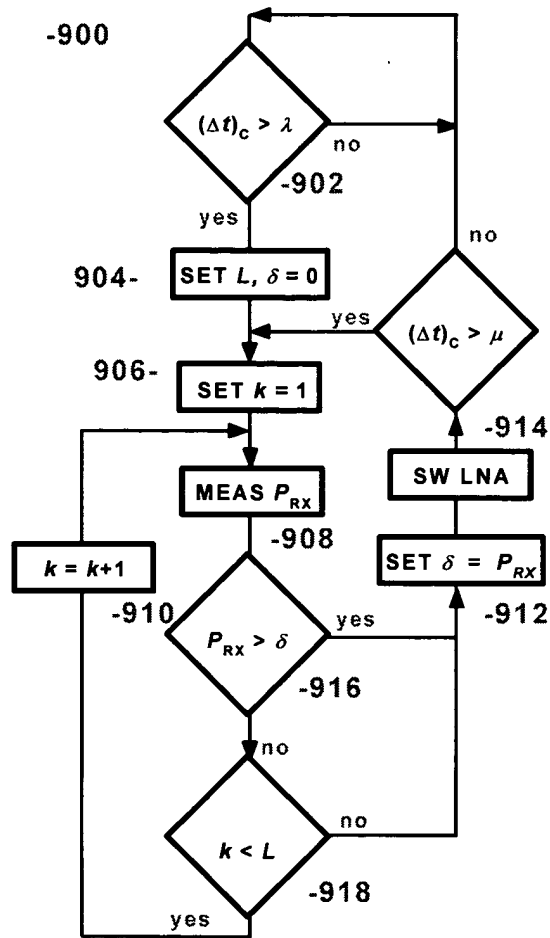 -900
(Δt)C > λ
no
-902
yes
no
904-
SET L, δ = 0
yes
(Δt)C > μ
906-
SET k = 1
-914
SW LNA
MEAS PRX
-908
k = k+1
SET δ = PRX
-910
-912
PRX > δ
yes
-916
no
no
k < L
-918
yes